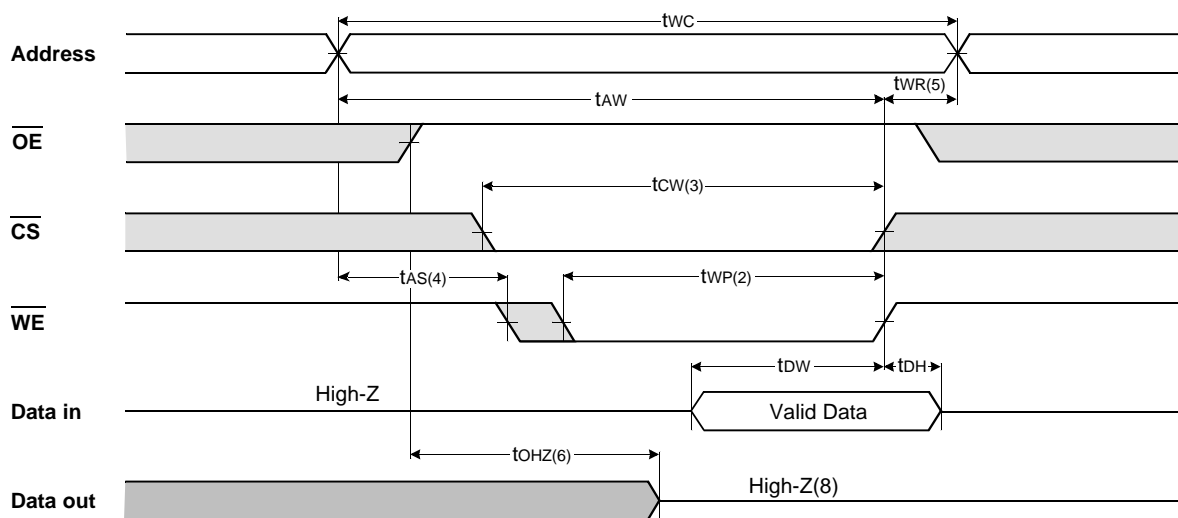 tWC
Address
tWR(5)
tAW
OE
tCW(3)
CS
tAS(4)
tWP(2)
WE
tDW
tDH
High-Z
Data in
Valid Data
tOHZ(6)
High-Z(8)
Data out